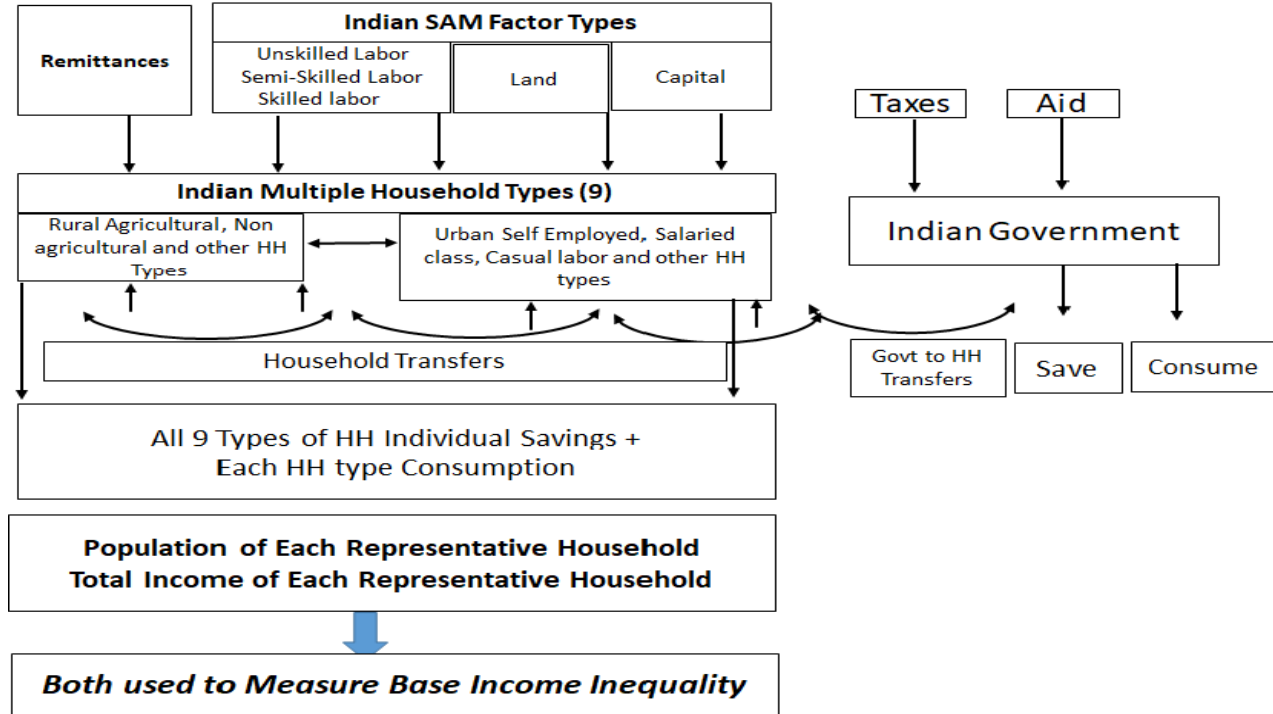 Remittances
Indian SAM Factor Types
Unskilled Labor
Semi-Skilled Labor
Skilled labor
Land
Capital
Taxes
Aid
Indian Multiple Household Types (9)
Rural Agricultural, Non
agricultural and other HH
Types
Urban Self Employed, Salaried
class, Casual labor and other HH
types
Indian Government
Household Transfers
Govt to HH
Transfers
Save
Consume
All 9 Types of HH Individual Savings +
Each HH type Consumption
Population of Each Representative Household
Total Income of Each Representative Household
Both used to Measure Base Income Inequality